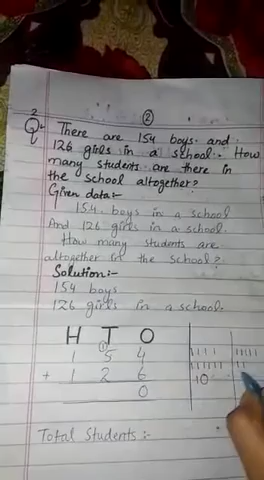 2
Q:-
There are 154 boys. and
126 girls in a school. How
many students are there in
the school altogether?
Given data:-
154 boys in a school
And 126 girls in a school.
How many students are
altogether in the school?
Solution:-
154 boys
126 girls in a school.
H T O
1
1 5 4
+ 1 2 6
0
10
Total Students:-